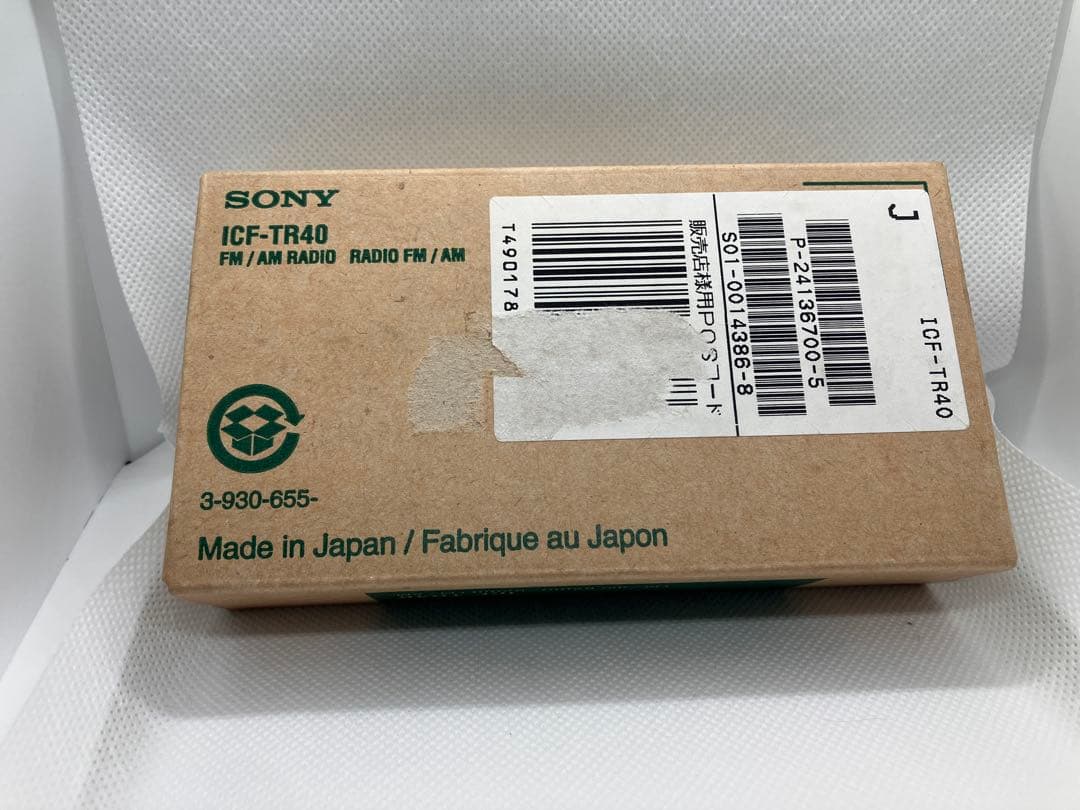 SONY
ICF-TR40
FM / AM RADIO RADIO FM / AM
3-930-655-
Made in Japan / Fabrique au Japon
J
ICF-TR40
P-24136700-5
S01-0014386-8
販売店様用POSコード
T490178